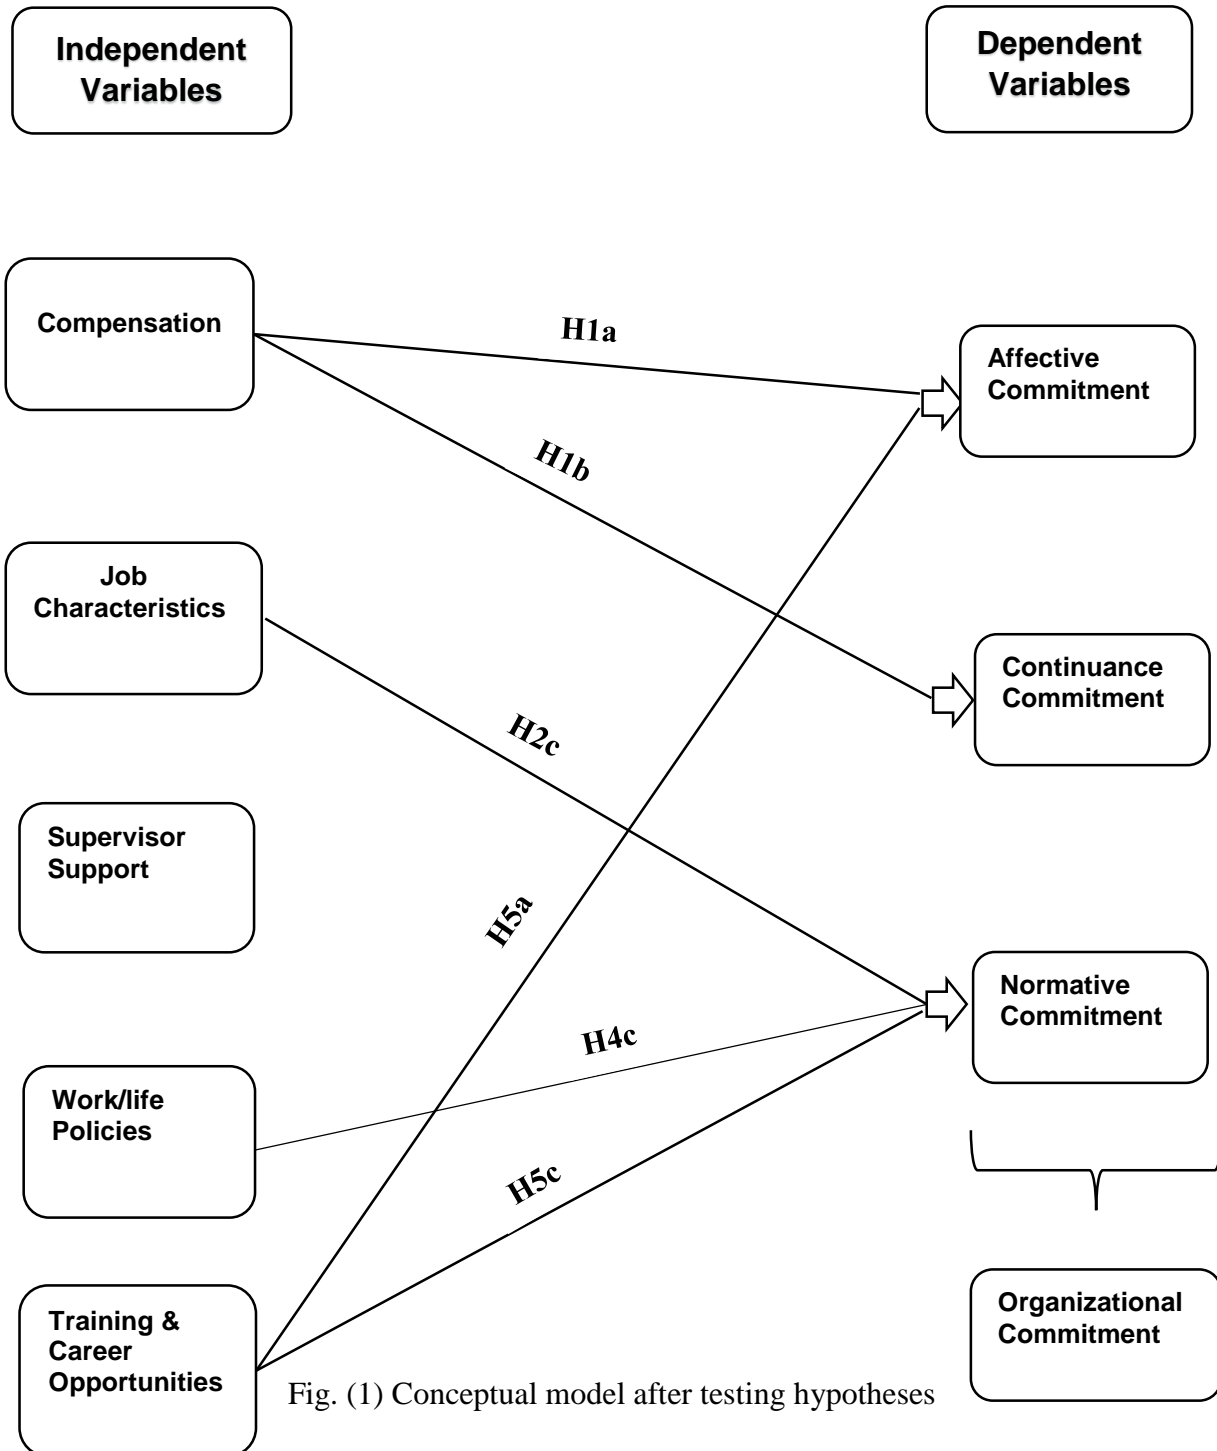 Independent
Variables
Dependent
Variables
Compensation
H1a
Affective
Commitment
H1b
Job
Characteristics
Continuance
Commitment
H2c
Supervisor
Support
H5a
Normative
Commitment
H4c
Work/life
Policies
H5c
Training &
Career
Opportunities
Organizational
Commitment
Fig. (1) Conceptual model after testing hypotheses